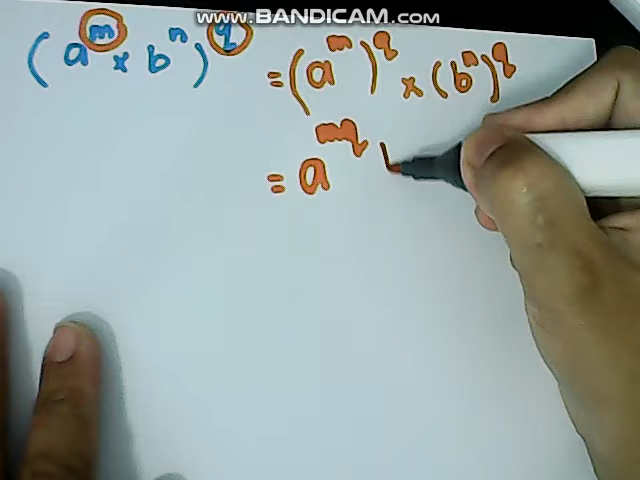 www.BANDICAM.com
(a^m × b^n)^q = (a^m)^q × (b^n)^q
= a^mq